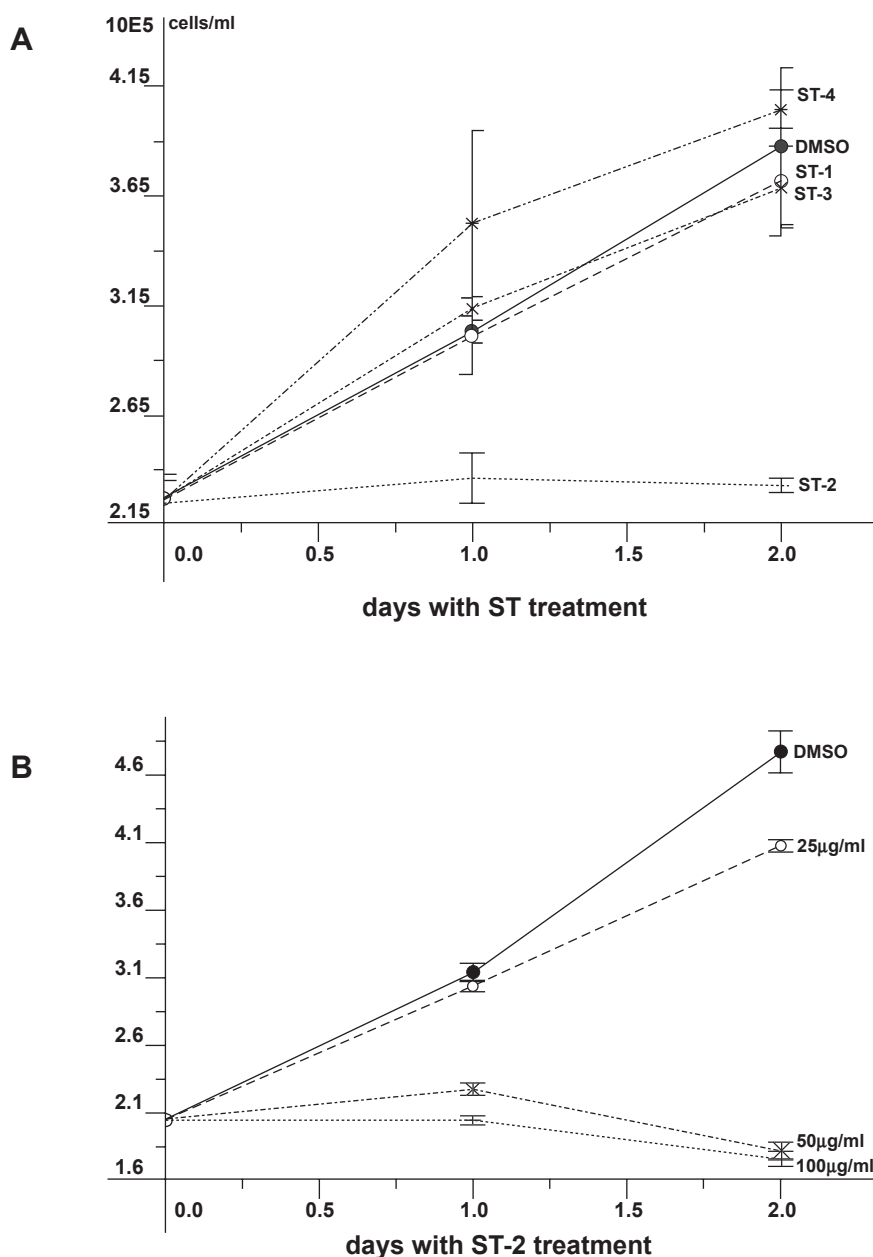 A
10E5 cells/ml
4.15
ST-4
DMSO
ST-1
3.65
ST-3
3.15
2.65
ST-2
2.15
0.0 0.5 1.0 1.5 2.0
days with ST treatment
B
DMSO
4.6
4.1
25µg/ml
3.6
3.1
2.6
2.1
50µg/ml
1.6
100µg/ml
0.0 0.5 1.0 1.5 2.0
days with ST-2 treatment